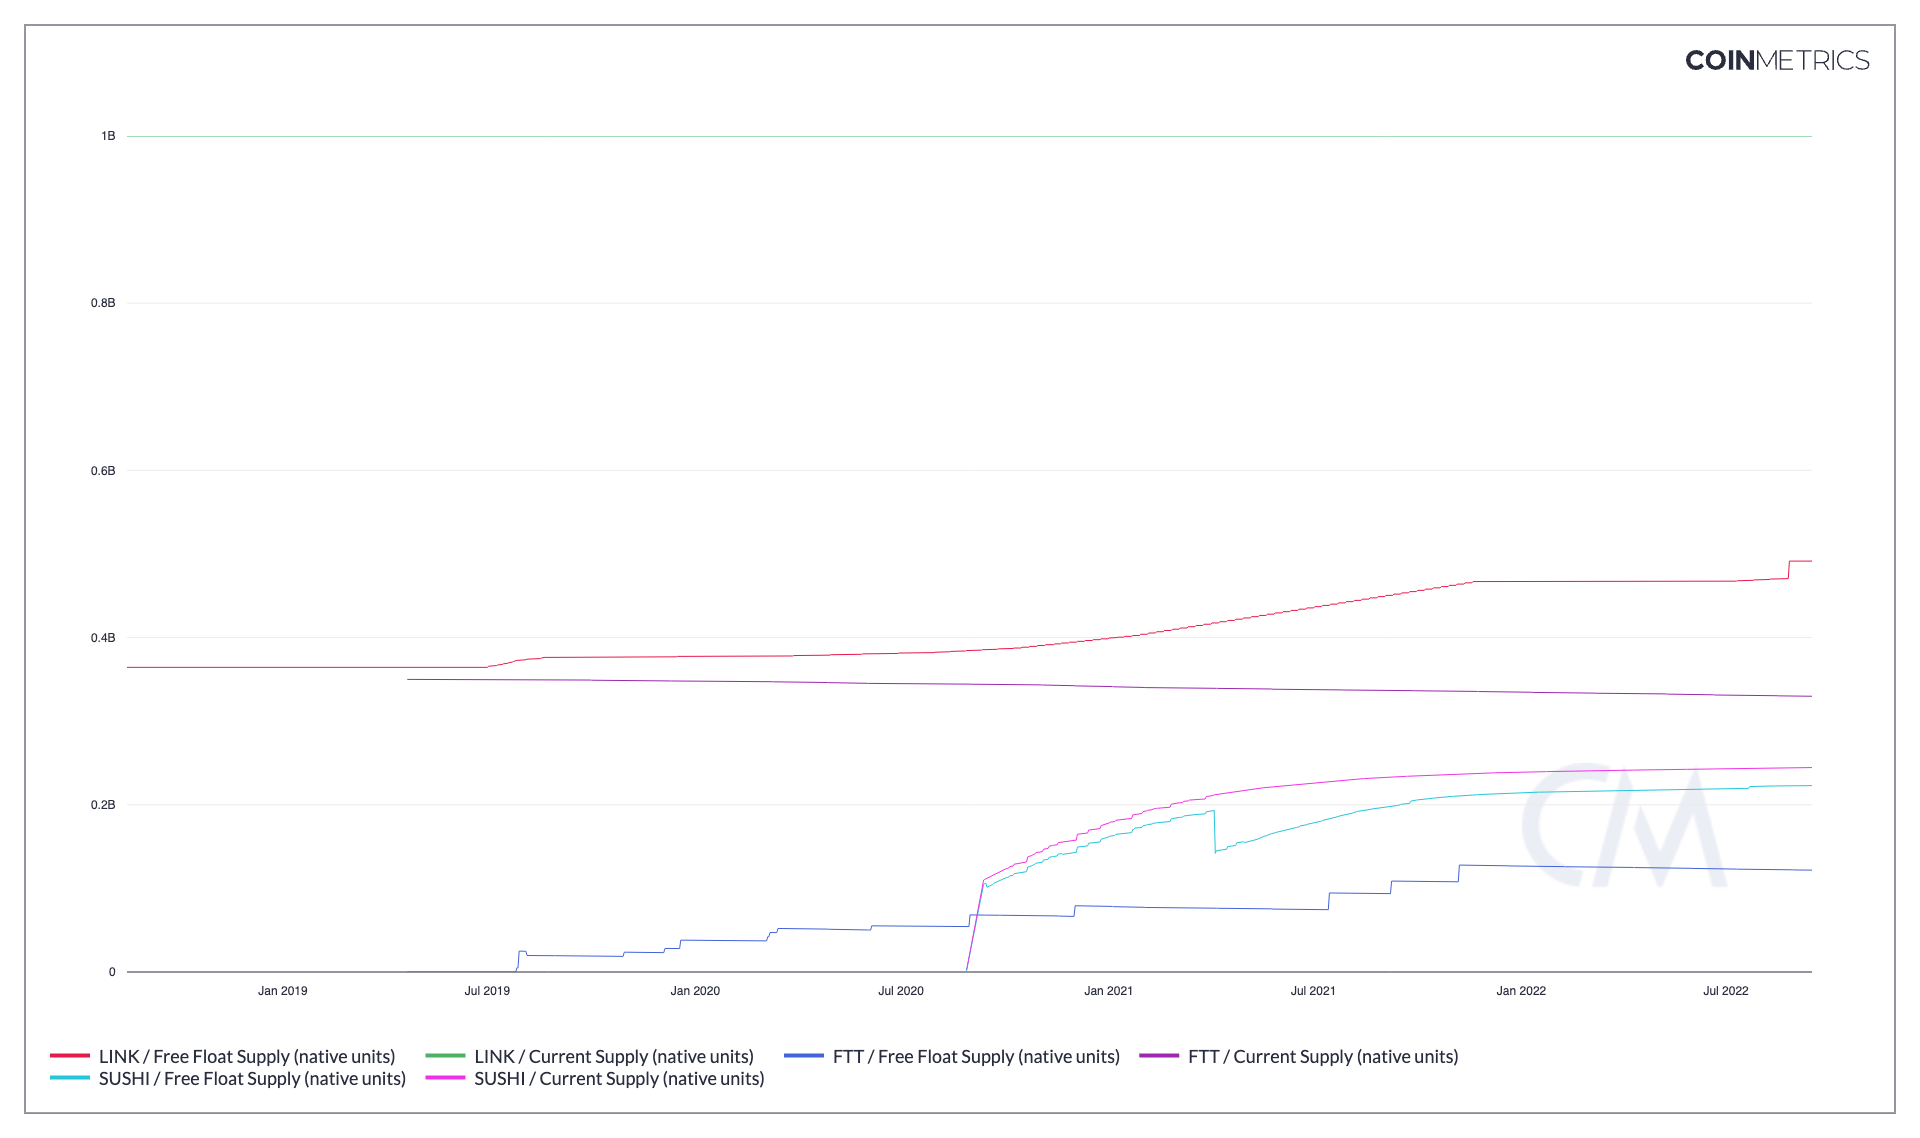 COINMETRICS
1B
0.8B
0.6B
0.4B
0.2B
0
Jan 2019 Jul 2019 Jan 2020 Jul 2020 Jan 2021 Jul 2021 Jan 2022 Jul 2022
CM
LINK / Free Float Supply (native units) LINK / Current Supply (native units) FTT / Free Float Supply (native units) FTT / Current Supply (native units)
SUSHI / Free Float Supply (native units) SUSHI / Current Supply (native units)